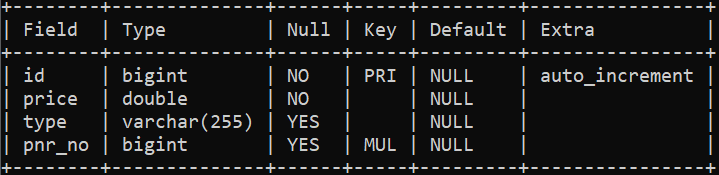 +--------+--------------+------+-----+---------+----------------+
| Field  | Type         | Null | Key | Default | Extra          |
+--------+--------------+------+-----+---------+----------------+
| id     | bigint       | NO   | PRI | NULL    | auto_increment |
| price  | double       | NO   |     | NULL    |                |
| type   | varchar(255) | YES  |     | NULL    |                |
| pnr_no | bigint       | YES  | MUL | NULL    |                |
+--------+--------------+------+-----+---------+----------------+